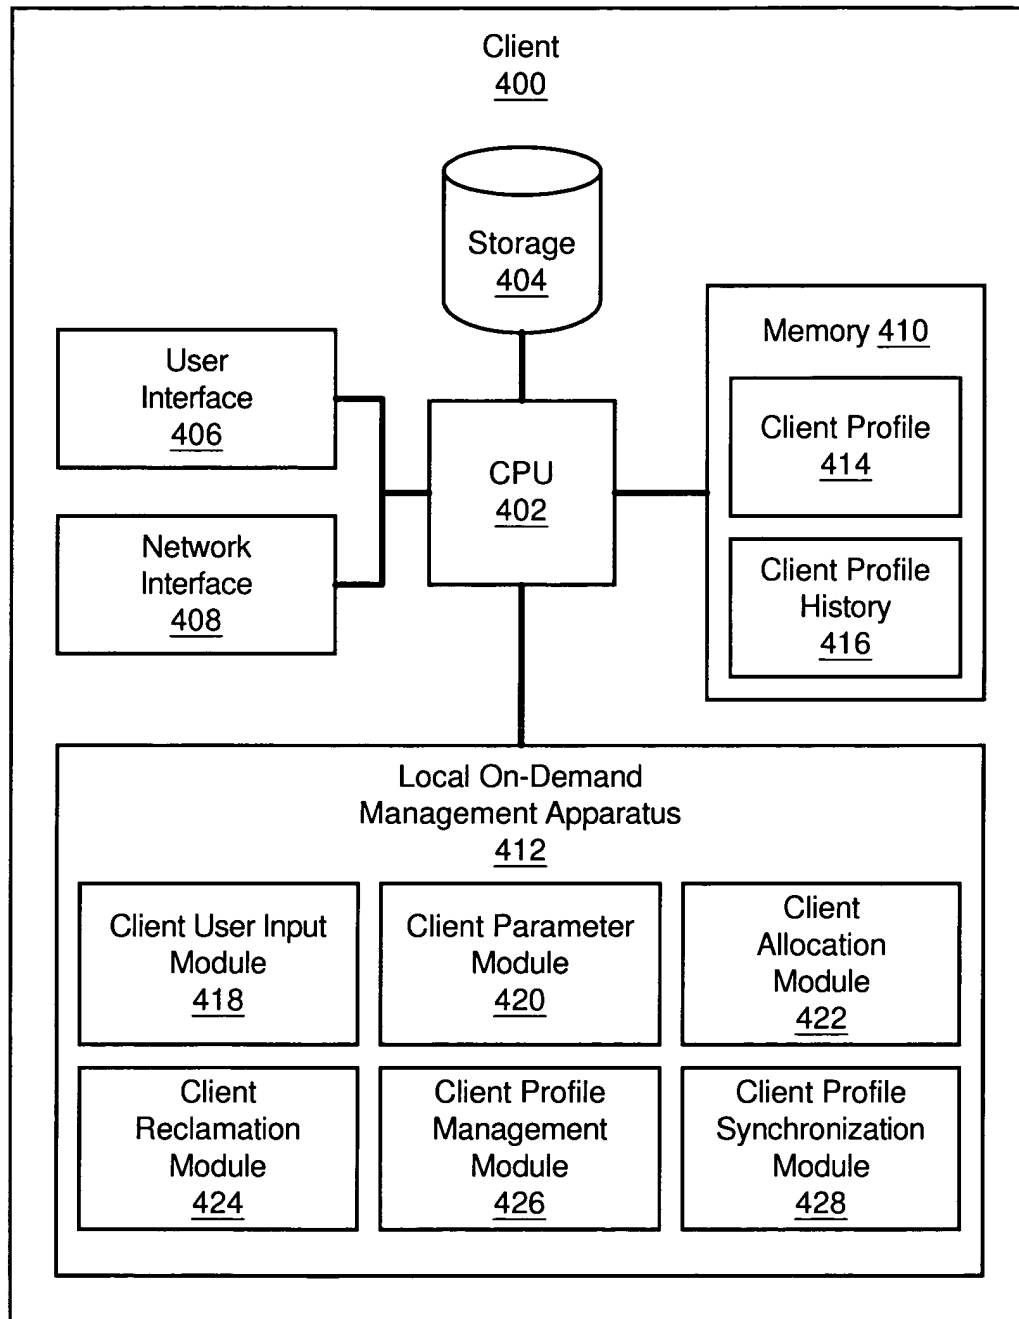 Client
400
Storage
404
User
Interface
406
Network
Interface
408
CPU
402
Memory 410
Client Profile
414
Client Profile
History
416
Local On-Demand
Management Apparatus
412
Client User Input
Module
418
Client Parameter
Module
420
Client
Allocation
Module
422
Client
Reclamation
Module
424
Client Profile
Management
Module
426
Client Profile
Synchronization
Module
428